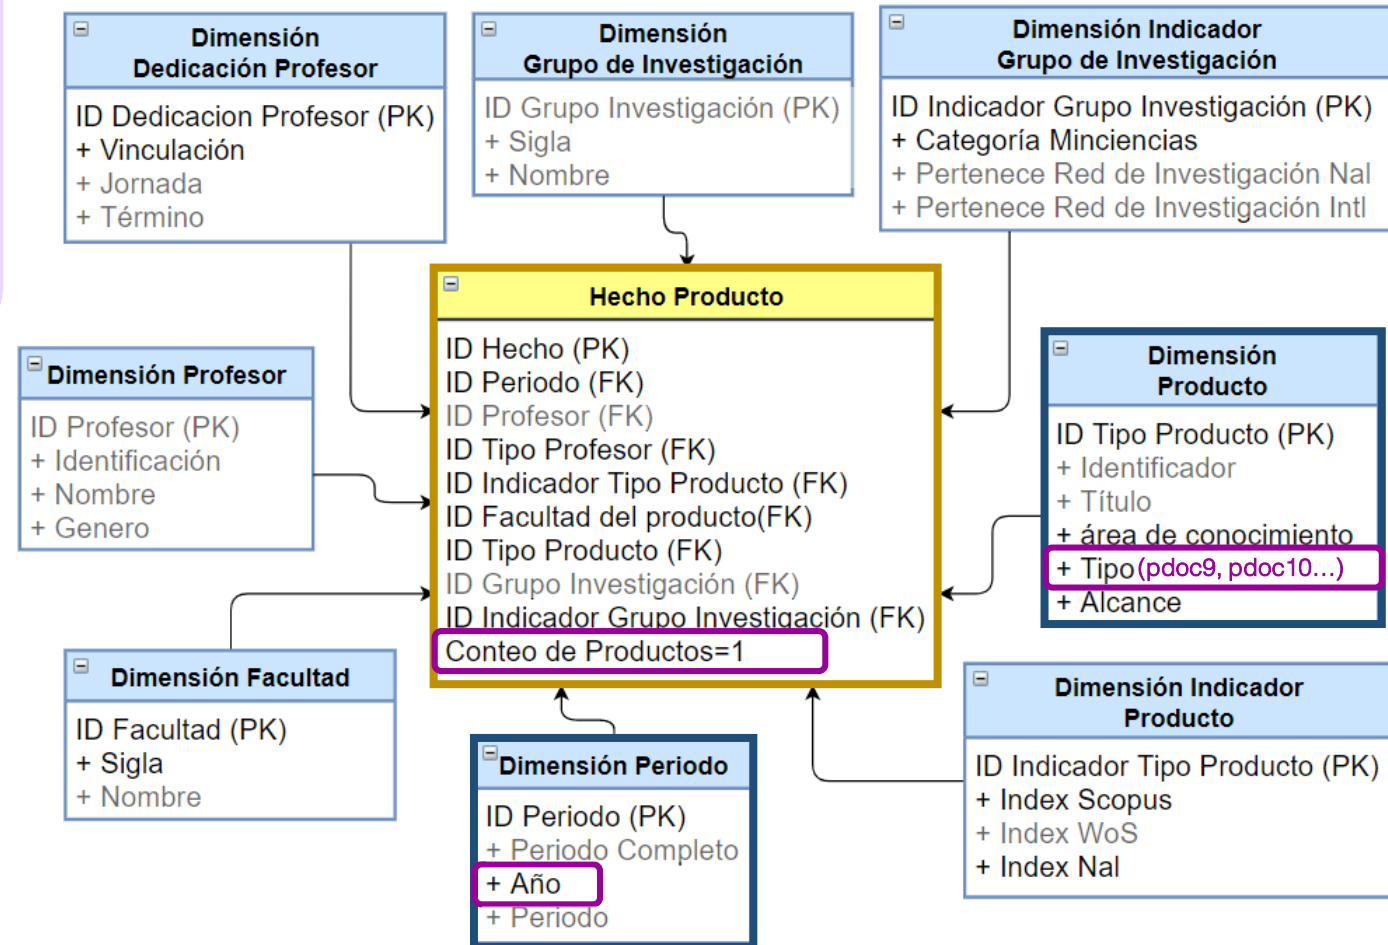 Dimensión
Dedicación Profesor
ID Dedicacion Profesor (PK)
+ Vinculación
+ Jornada
+ Término
Dimensión
Grupo de Investigación
ID Grupo Investigación (PK)
+ Sigla
+ Nombre
Dimensión Indicador
Grupo de Investigación
ID Indicador Grupo Investigación (PK)
+ Categoría Minciencias
+ Pertenece Red de Investigación Nal
+ Pertenece Red de Investigación Intl
Dimensión Profesor
ID Profesor (PK)
+ Identificación
+ Nombre
+ Genero
Hecho Producto
ID Hecho (PK)
ID Periodo (FK)
ID Profesor (FK)
ID Tipo Profesor (FK)
ID Indicador Tipo Producto (FK)
ID Facultad del producto(FK)
ID Tipo Producto (FK)
ID Grupo Investigación (FK)
ID Indicador Grupo Investigación (FK)
Conteo de Productos=1
Dimensión
Producto
ID Tipo Producto (PK)
+ Identificador
+ Título
+ área de conocimiento
+ Tipo (pdoc9, pdoc10...)
+ Alcance
Dimensión Facultad
ID Facultad (PK)
+ Sigla
+ Nombre
Dimensión Periodo
ID Periodo (PK)
+ Periodo Completo
+ Año
+ Periodo
Dimensión Indicador
Producto
ID Indicador Tipo Producto (PK)
+ Index Scopus
+ Index WoS
+ Index Nal